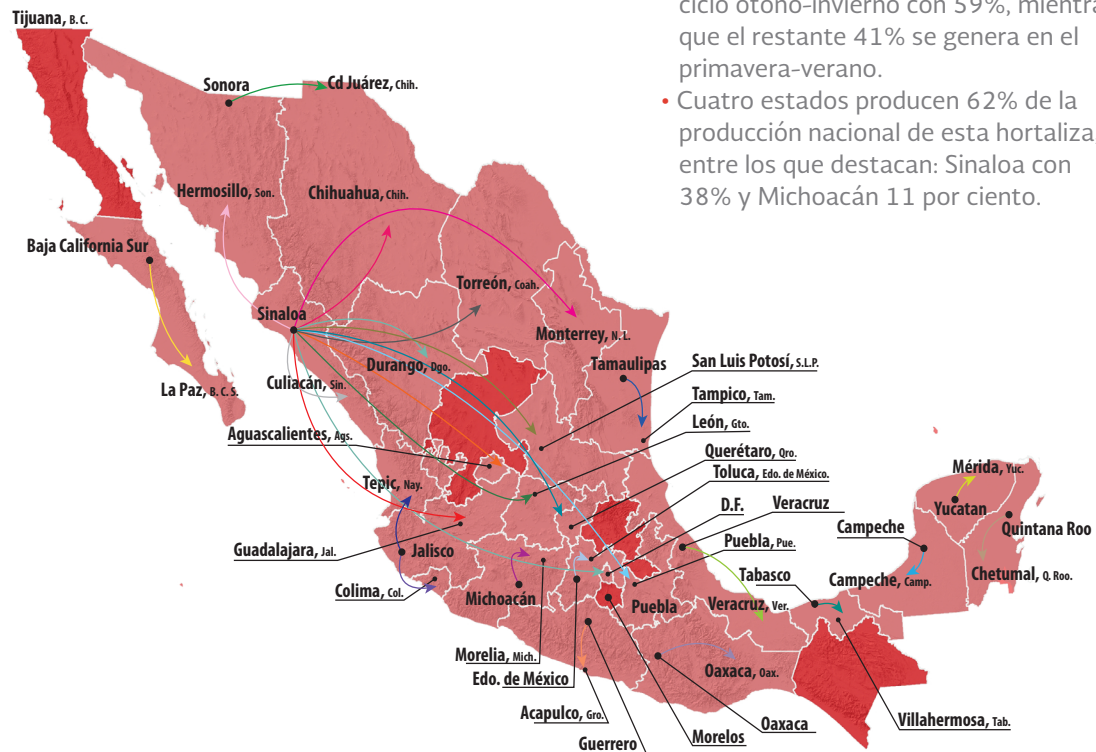 ciclo otoño-invierno con 59%, mientra
que el restante 41% se genera en el
primavera-verano.
• Cuatro estados producen 62% de la
producción nacional de esta hortaliza
entre los que destacan: Sinaloa con
38% y Michoacán 11 por ciento.
Tijuana, B. C.
Sonora
Cd Juárez, Chih.
Hermosillo, Son.
Chihuahua, Chih.
Baja California Sur
Torreón, Coah.
Sinaloa
Monterrey, N. L.
La Paz, B. C. S.
Culiacán, Sin.
Durango, Dgo.
Tamaulipas
San Luis Potosí, S.L.P.
Tampico, Tam.
León, Gto.
Aguascalientes, Ags.
Querétaro, Qro.
Toluca, Edo. de México.
Mérida, Yuc.
Tepic, Nay.
D.F.
Veracruz
Yucatan
Quintana Roo
Campeche
Guadalajara, Jal.
Jalisco
Puebla, Pue.
Tabasco
Campeche, Camp.
Chetumal, Q. Roo.
Colima, Col.
Michoacán
Puebla
Veracruz, Ver.
Morelia, Mich.
Edo. de México
Oaxaca, Oax.
Acapulco, Gro.
Oaxaca
Villahermosa, Tab.
Guerrero
Morelos